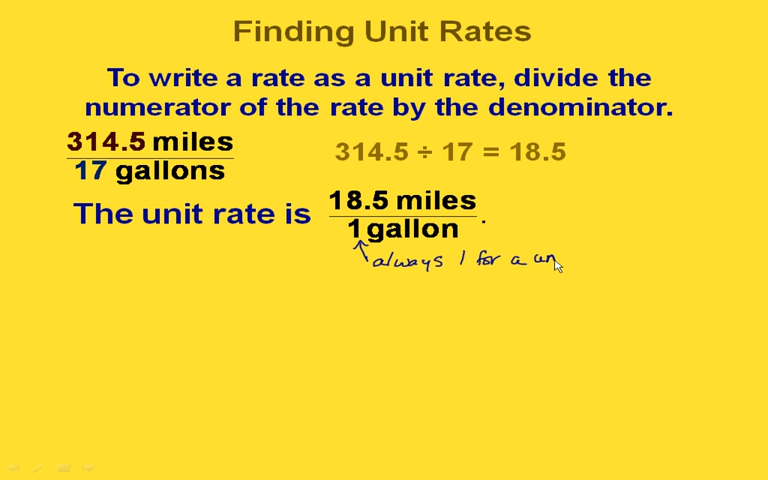 Finding Unit Rates
To write a rate as a unit rate, divide the
numerator of the rate by the denominator.
314.5 miles
17 gallons
314.5 ÷ 17 = 18.5
The unit rate is
18.5 miles
1 gallon
.
always 1 for a un